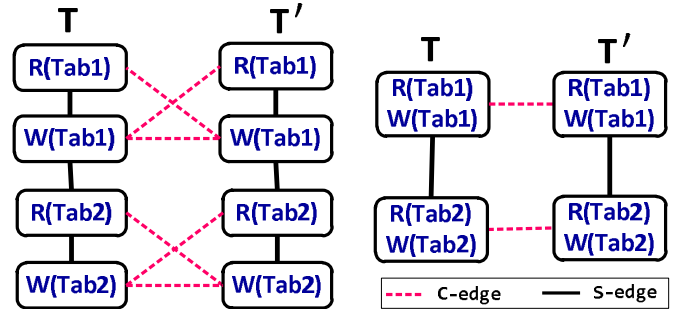 T T'
R(Tab1) R(Tab1)
W(Tab1) W(Tab1)
R(Tab2) R(Tab2)
W(Tab2) W(Tab2)
T T'
R(Tab1) R(Tab1)
W(Tab1) W(Tab1)
R(Tab2) R(Tab2)
W(Tab2) W(Tab2)
C-edge S-edge